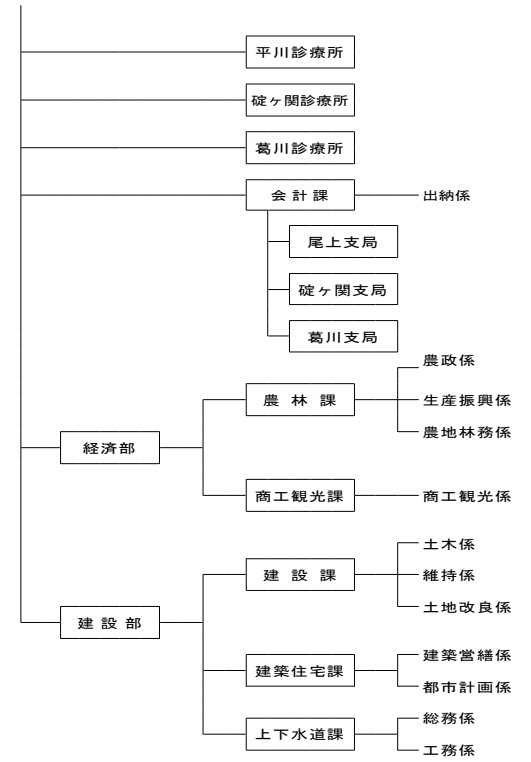 平川診療所
碇ヶ関診療所
葛川診療所
会計課
出納係
尾上支局
碇ヶ関支局
葛川支局
経済部
農林課
農政係
生産振興係
農地林務係
商工観光課
商工観光係
建設部
建設課
土木係
維持係
土地改良係
建築住宅課
建築営繕係
都市計画係
上下水道課
総務係
工務係